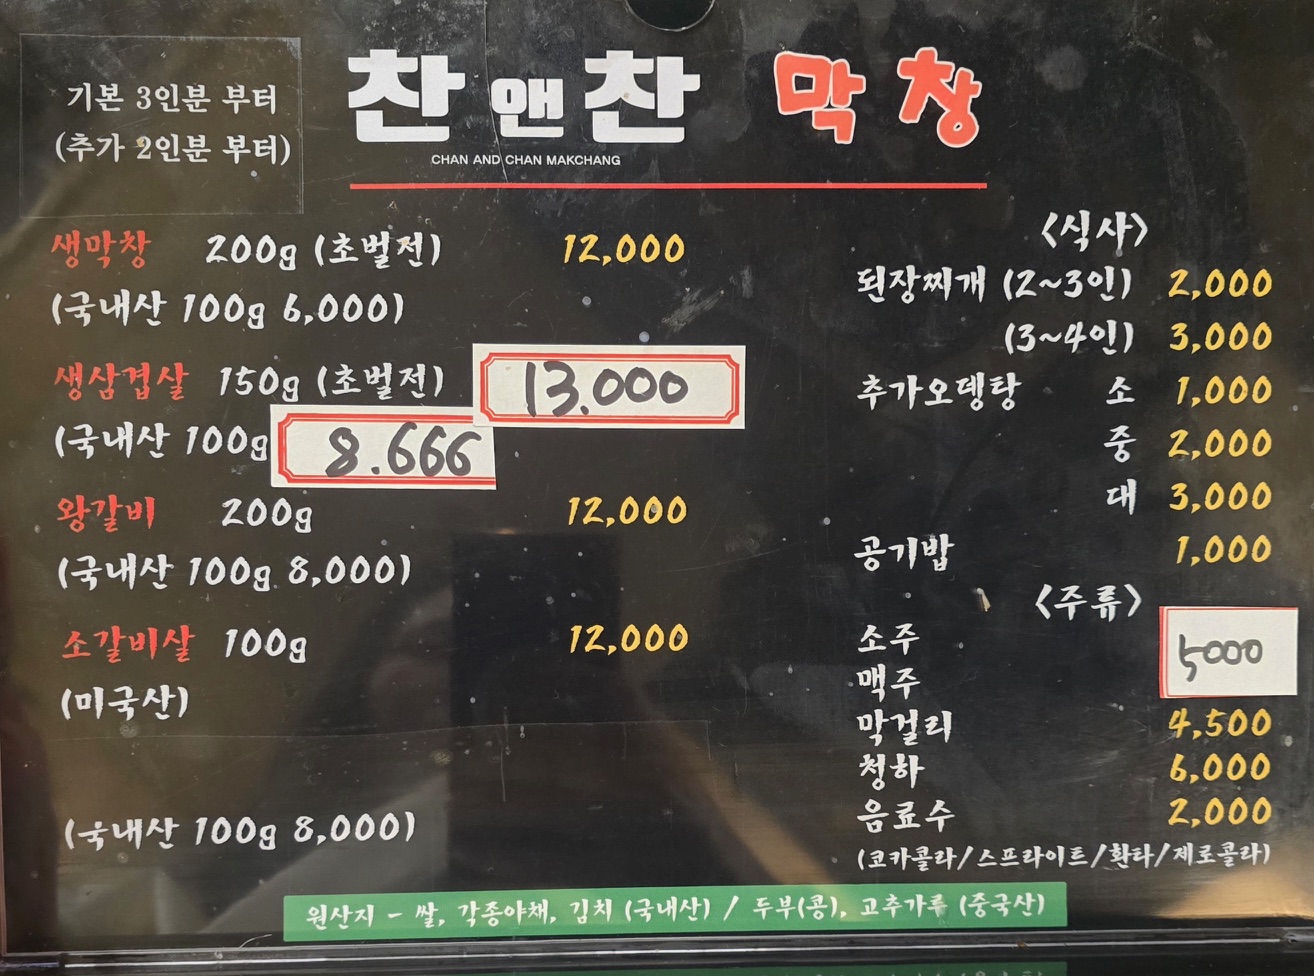 기본 3인분 부터
(추가 2인분 부터)
찬 앤 찬 막창
CHAN AND CHAN MAKCHANG
생막창 200g (초벌전) 12,000
(국내산 100g 6,000)
생삼겹살 150g (초벌전) 13.000
(국내산 100g 8.666
왕갈비 200g 12,000
(국내산 100g 8,000)
소갈비살 100g 12,000
(미국산)
(국내산 100g 8,000)
<식사>
된장찌개 (2~3인) 2,000
(3~4인) 3,000
추가오뎅탕 소 1,000
중 2,000
대 3,000
공기밥 1,000
<주류>
소주
5000
맥주
막걸리 4,500
청하 6,000
음료수 2,000
(코카콜라/스프라이트/환타/제로콜라)
원산지 - 쌀, 각종야채, 김치 (국내산) / 두부(콩), 고추가류 (중국산)